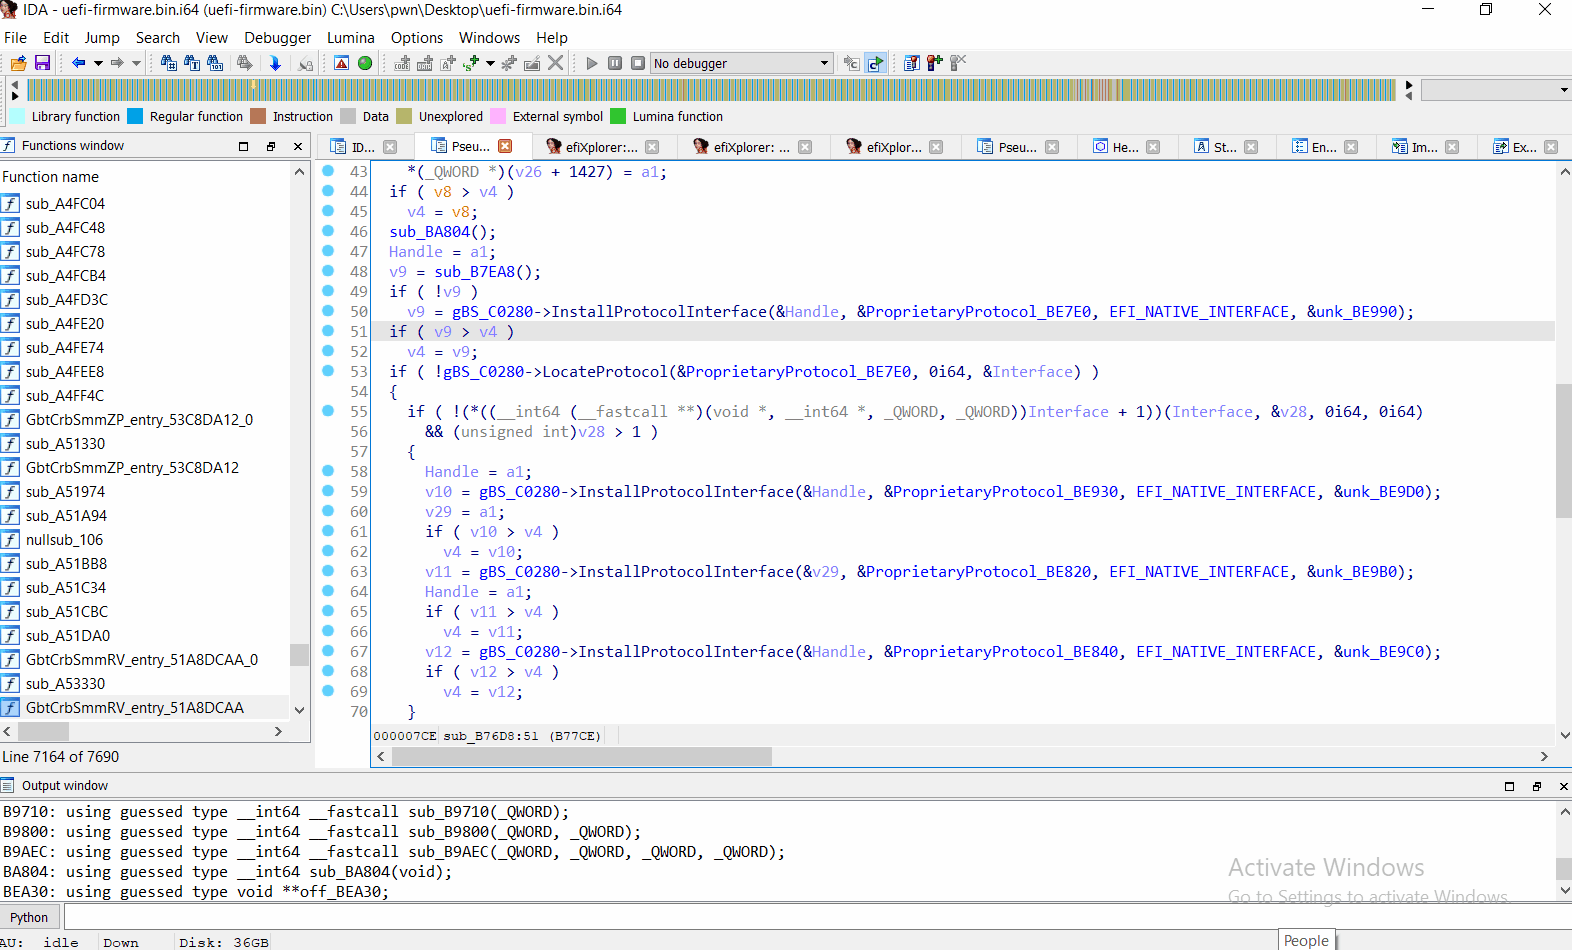 IDA - uefi-firmware.bin.i64 (uefi-firmware.bin) C:\Users\pwn\Desktop\uefi-firmware.bin.i64
File Edit Jump Search View Debugger Lumina Options Windows Help
No debugger
Library function Regular function Instruction Data Unexplored External symbol Lumina function
Functions window
ID... Pseu... efiXplorer:... efiXplorer: ... efiXplor... Pseu... He... St... En... Im... Ex...
Function name
sub_A4FC04
sub_A4FC48
sub_A4FC78
sub_A4FCB4
sub_A4FD3C
sub_A4FE20
sub_A4FE74
sub_A4FEE8
sub_A4FF4C
GbtCrbSmmZP_entry_53C8DA12_0
sub_A51330
GbtCrbSmmZP_entry_53C8DA12
sub_A51974
sub_A51A94
nullsub_106
sub_A51BB8
sub_A51C34
sub_A51CBC
sub_A51DA0
GbtCrbSmmRV_entry_51A8DCAA_0
sub_A53330
GbtCrbSmmRV_entry_51A8DCAA
Line 7164 of 7690
43 *(_QWORD *)(v26 + 1427) = a1;
44 if ( v8 > v4 )
45 v4 = v8;
46 sub_BA804();
47 Handle = a1;
48 v9 = sub_B7EA8();
49 if ( !v9 )
50 v9 = gBS_C0280->InstallProtocolInterface(&Handle, &ProprietaryProtocol_BE7E0, EFI_NATIVE_INTERFACE, &unk_BE990);
51 if ( v9 > v4 )
52 v4 = v9;
53 if ( !gBS_C0280->LocateProtocol(&ProprietaryProtocol_BE7E0, 0i64, &Interface) )
54 {
55 if ( !(*((__int64 (__fastcall **)(void *, __int64 *, _QWORD, _QWORD))Interface + 1))(Interface, &v28, 0i64, 0i64)
56 && (unsigned int)v28 > 1 )
57 {
58 Handle = a1;
59 v10 = gBS_C0280->InstallProtocolInterface(&Handle, &ProprietaryProtocol_BE930, EFI_NATIVE_INTERFACE, &unk_BE9D0);
60 v29 = a1;
61 if ( v10 > v4 )
62 v4 = v10;
63 v11 = gBS_C0280->InstallProtocolInterface(&v29, &ProprietaryProtocol_BE820, EFI_NATIVE_INTERFACE, &unk_BE9B0);
64 Handle = a1;
65 if ( v11 > v4 )
66 v4 = v11;
67 v12 = gBS_C0280->InstallProtocolInterface(&Handle, &ProprietaryProtocol_BE840, EFI_NATIVE_INTERFACE, &unk_BE9C0);
68 if ( v12 > v4 )
69 v4 = v12;
70 }
000007CE sub_B76D8:51 (B77CE)
Output window
B9710: using guessed type __int64 __fastcall sub_B9710(_QWORD);
B9800: using guessed type __int64 __fastcall sub_B9800(_QWORD, _QWORD);
B9AEC: using guessed type __int64 __fastcall sub_B9AEC(_QWORD, _QWORD, _QWORD, _QWORD);
BA804: using guessed type __int64 sub_BA804(void);
BEA30: using guessed type void **off_BEA30;
Activate Windows
Go to Settings to activate Windows.
Python
AU: idle Down Disk: 36GB
People